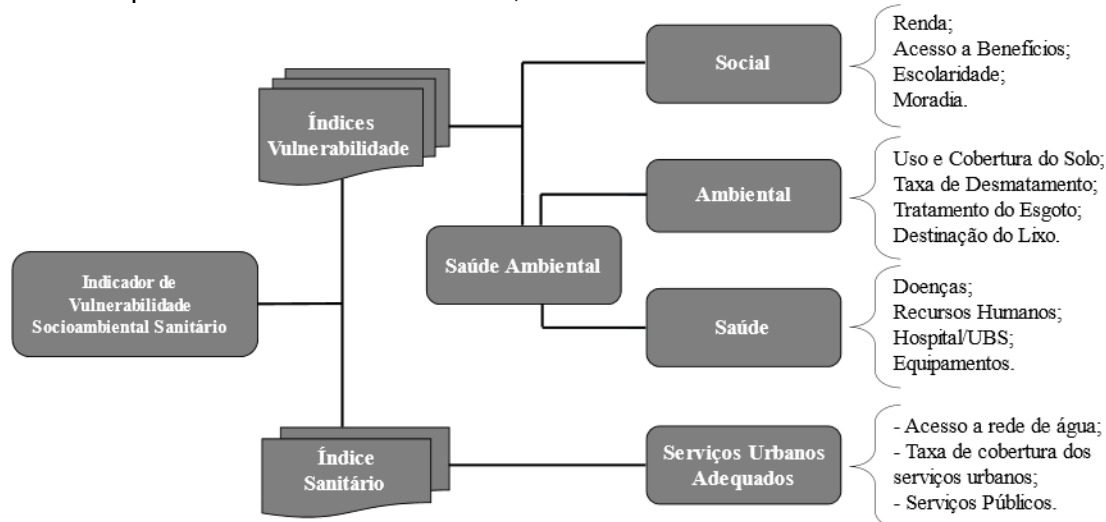 Indicador de
Vulnerabilidade
Socioambiental Sanitário
Índices
Vulnerabilidade
Saúde Ambiental
Social
Renda;
Acesso a Benefícios;
Escolaridade;
Moradia.
Ambiental
Uso e Cobertura do Solo;
Taxa de Desmatamento;
Tratamento do Esgoto;
Destinação do Lixo.
Saúde
Doenças;
Recursos Humanos;
Hospital/UBS;
Equipamentos.
Índice
Sanitário
Serviços Urbanos
Adequados
- Acesso a rede de água;
- Taxa de cobertura dos
serviços urbanos;
- Serviços Públicos.